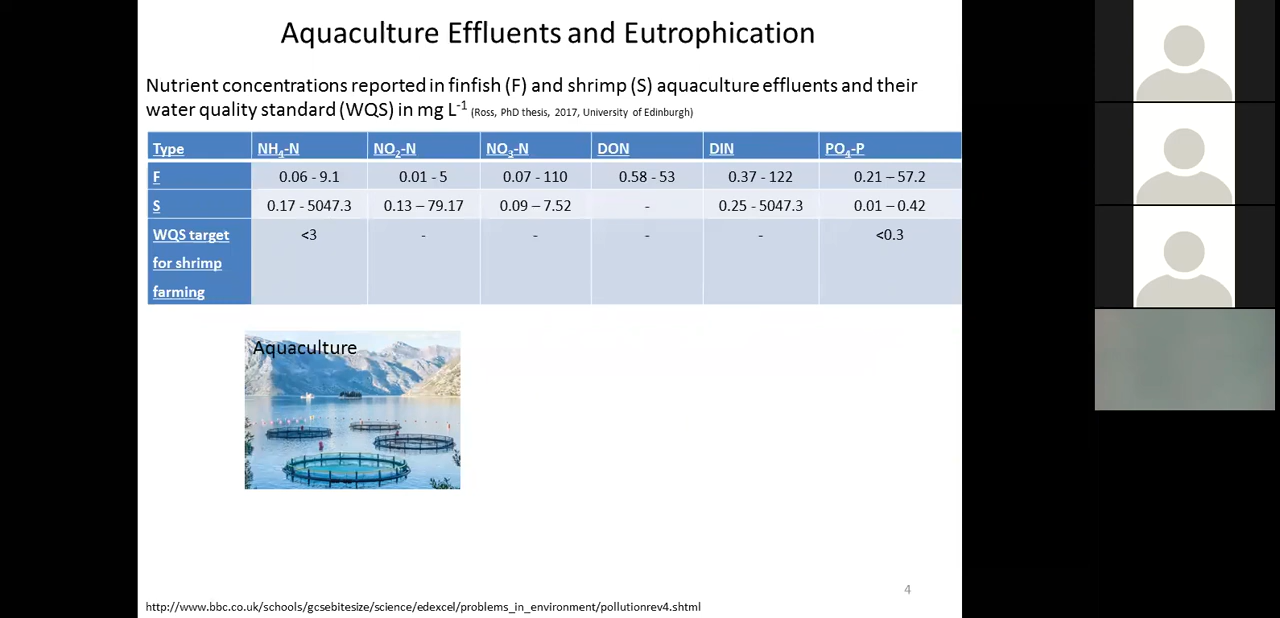 Aquaculture Effluents and Eutrophication
Nutrient concentrations reported in finfish (F) and shrimp (S) aquaculture effluents and their
water quality standard (WQS) in mg L⁻¹ (Ross, PhD thesis, 2017, University of Edinburgh)
Type NH₄-N NO₂-N NO₃-N DON DIN PO₄-P
F 0.06 - 9.1 0.01 - 5 0.07 - 110 0.58 - 53 0.37 - 122 0.21 – 57.2
S 0.17 - 5047.3 0.13 – 79.17 0.09 – 7.52 - 0.25 - 5047.3 0.01 – 0.42
WQS target <3 - - - - <0.3
for shrimp
farming
Aquaculture
4
http://www.bbc.co.uk/schools/gcsebitesize/science/edexcel/problems_in_environment/pollutionrev4.shtml